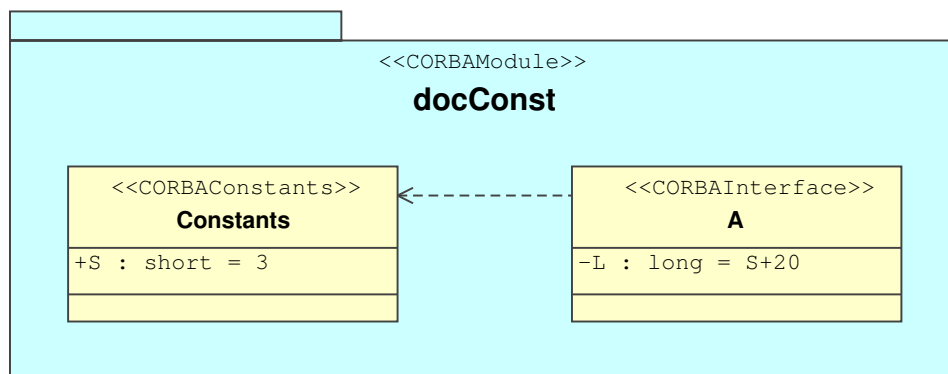 <<CORBAModule>>
docConst
<<CORBAConstants>>
Constants
+S : short = 3
<<CORBAInterface>>
A
-L : long = S+20